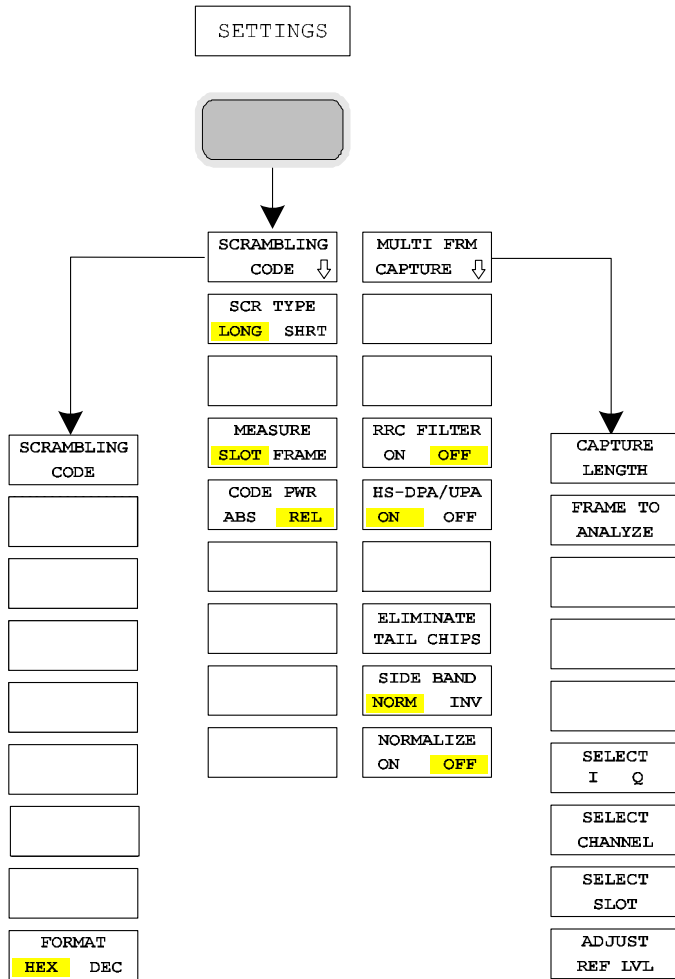 SETTINGS
SCRAMBLING
CODE
SCR TYPE
LONG SHRT
MEASURE
SLOT FRAME
CODE PWR
ABS REL
MULTI FRM
CAPTURE
RRC FILTER
ON OFF
HS-DPA/UPA
ON OFF
ELIMINATE
TAIL CHIPS
SIDE BAND
NORM INV
NORMALIZE
ON OFF
SCRAMBLING
CODE
FORMAT
HEX DEC
CAPTURE
LENGTH
FRAME TO
ANALYZE
SELECT
I Q
SELECT
CHANNEL
SELECT
SLOT
ADJUST
REF LVL